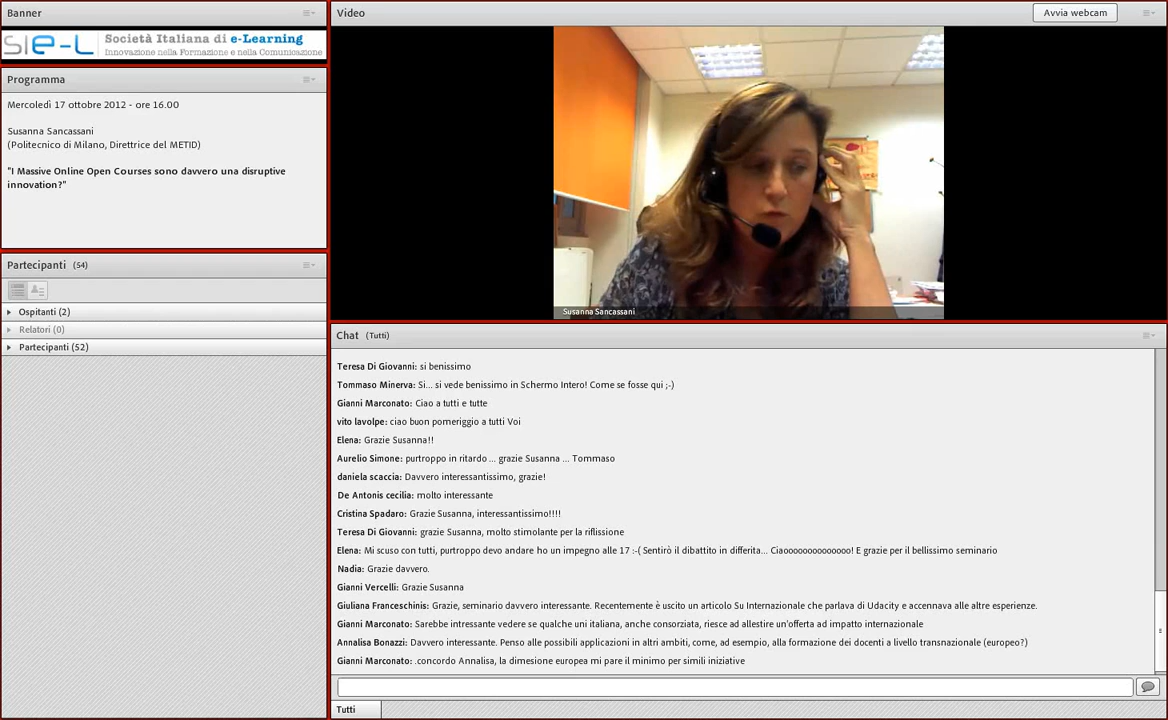 Banner
SIe-L Società Italiana di e-Learning
Innovazione nella Formazione e nella Comunicazione
Programma
Mercoledì 17 ottobre 2012 - ore 16.00
Susanna Sancassani
(Politecnico di Milano, Direttrice del METID)
"I Massive Online Open Courses sono davvero una disruptive
innovation?"
Partecipanti (54)
Ospitanti (2)
Relatori (0)
Partecipanti (52)
Video
Avvia webcam
Susanna Sancassani
Chat (Tutti)
Teresa Di Giovanni: si benissimo
Tommaso Minerva: Si... si vede benissimo in Schermo Intero! Come se fosse qui ;-)
Gianni Marconato: Ciao a tutti e tutte
vito lavolpe: ciao buon pomeriggio a tutti Voi
Elena: Grazie Susanna!!
Aurelio Simone: purtroppo in ritardo ... grazie Susanna ... Tommaso
daniela scaccia: Davvero interessantissimo, grazie!
De Antonis cecilia: molto interessante
Cristina Spadaro: Grazie Susanna, interessantissimo!!!!
Teresa Di Giovanni: grazie Susanna, molto stimolante per la riflissione
Elena: Mi scuso con tutti, purtroppo devo andare ho un impegno alle 17 :-( Sentirò il dibattito in differita... Ciaoooooooooooooo! E grazie per il bellissimo seminario
Nadia: Grazie davvero.
Gianni Vercelli: Grazie Susanna
Giuliana Franceschinis: Grazie, seminario davvero interessante. Recentemente è uscito un articolo Su Internazionale che parlava di Udacity e accennava alle altre esperienze.
Gianni Marconato: Sarebbe intressante vedere se qualche uni italiana, anche consorziata, riesce ad allestire un'offerta ad impatto internazionale
Annalisa Bonazzi: Davvero interessante. Penso alle possibili applicazioni in altri ambiti, come, ad esempio, alla formazione dei docenti a livello transnazionale (europeo?)
Gianni Marconato: .concordo Annalisa, la dimesione europea mi pare il minimo per simili iniziative
Tutti